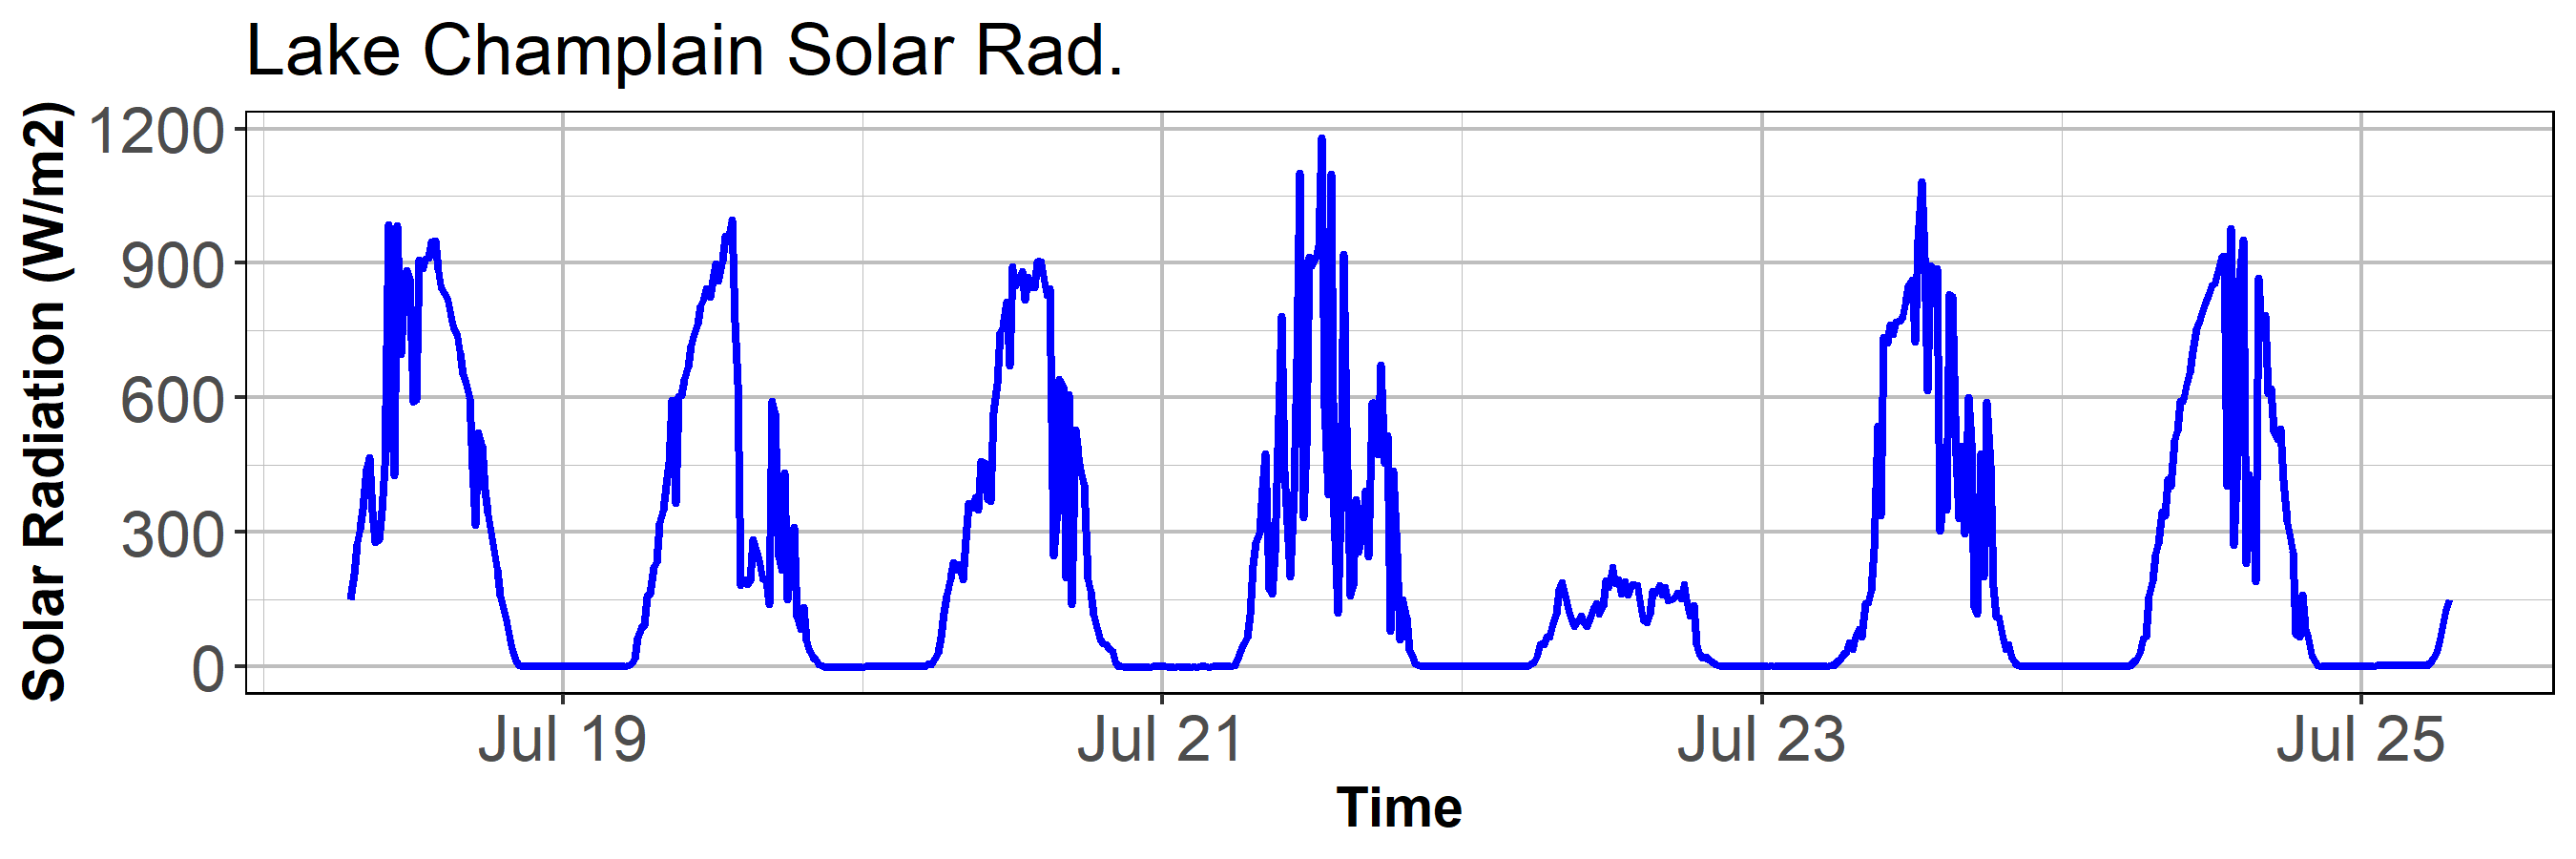 Lake Champlain Solar Rad.
Solar Radiation (W/m2)
1200
900
600
300
0
Jul 19
Jul 21
Jul 23
Jul 25
Time